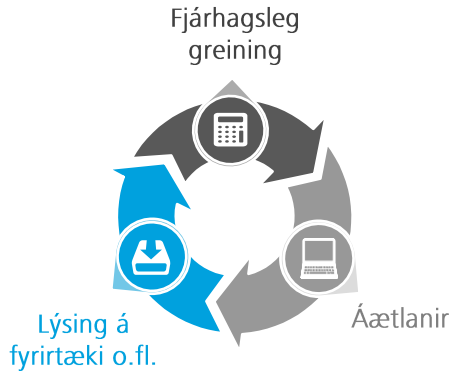 Fjárhagsleg
greining
Áætlanir
Lýsing á
fyrirtæki o.fl.